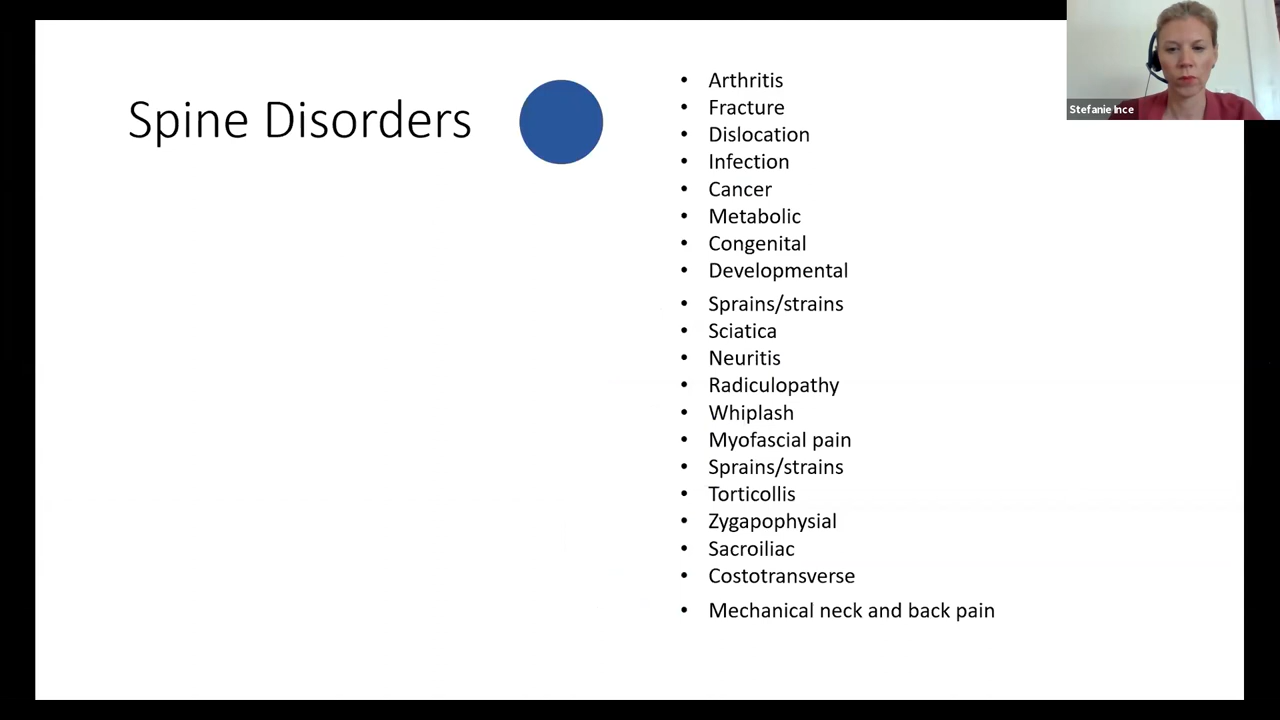 Spine Disorders
• Arthritis
• Fracture
• Dislocation
• Infection
• Cancer
• Metabolic
• Congenital
• Developmental
• Sprains/strains
• Sciatica
• Neuritis
• Radiculopathy
• Whiplash
• Myofascial pain
• Sprains/strains
• Torticollis
• Zygapophysial
• Sacroiliac
• Costotransverse
• Mechanical neck and back pain
Stefanie Ince